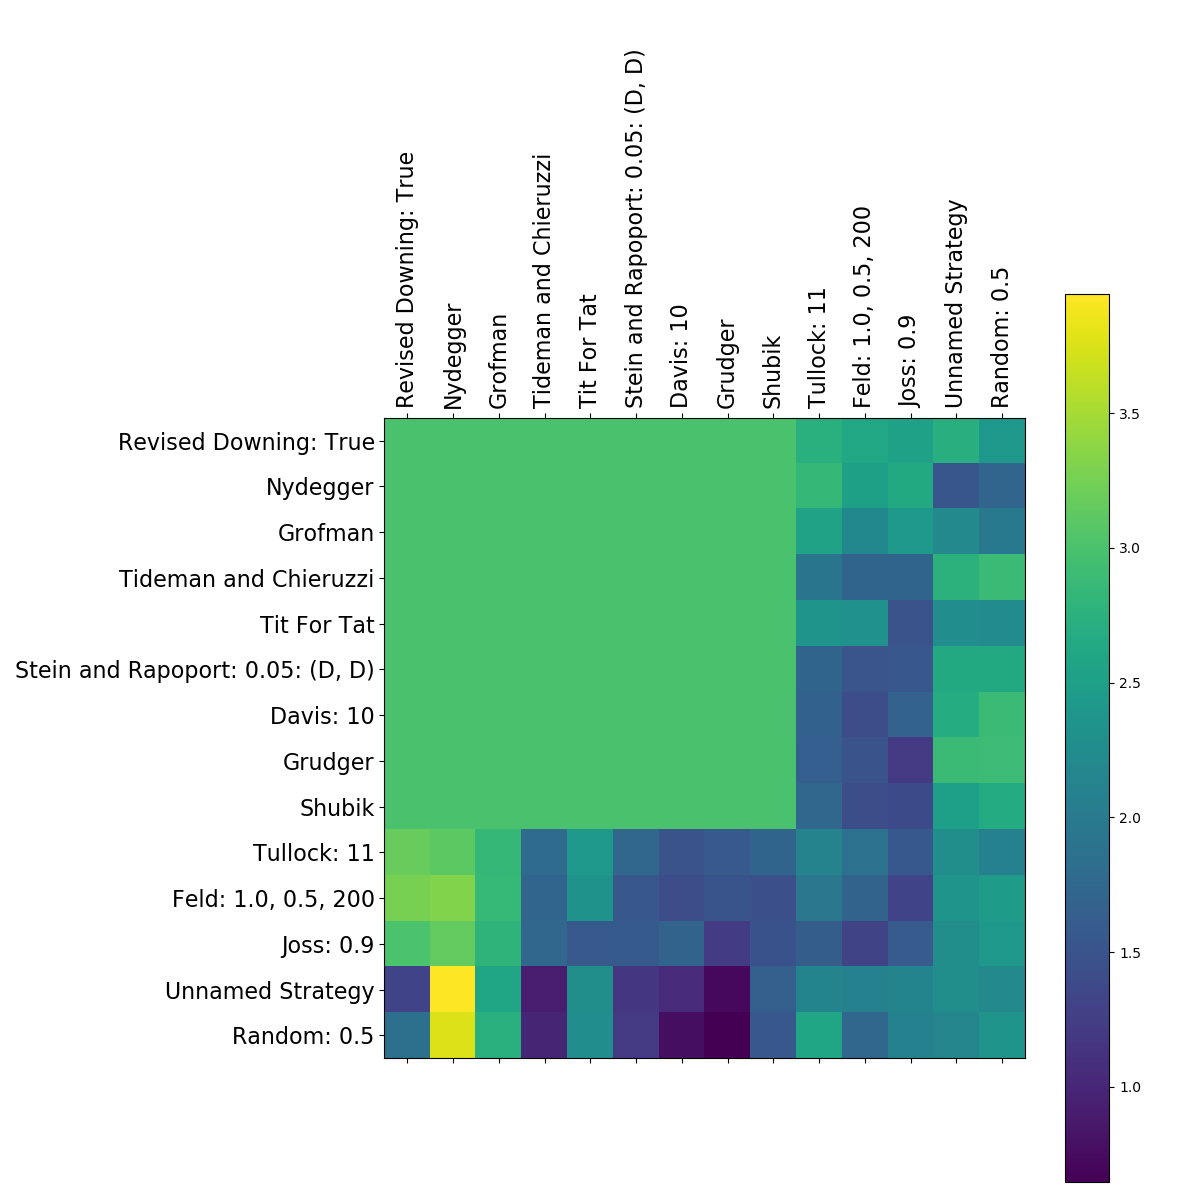 Revised Downing: True
Nydegger
Grofman
Tideman and Chieruzzi
Tit For Tat
Stein and Rapoport: 0.05: (D, D)
Davis: 10
Grudger
Shubik
Tullock: 11
Feld: 1.0, 0.5, 200
Joss: 0.9
Unnamed Strategy
Random: 0.5
Revised Downing: True
Nydegger
Grofman
Tideman and Chieruzzi
Tit For Tat
Stein and Rapoport: 0.05: (D, D)
Davis: 10
Grudger
Shubik
Tullock: 11
Feld: 1.0, 0.5, 200
Joss: 0.9
Unnamed Strategy
Random: 0.5
3.5
3.0
2.5
2.0
1.5
1.0